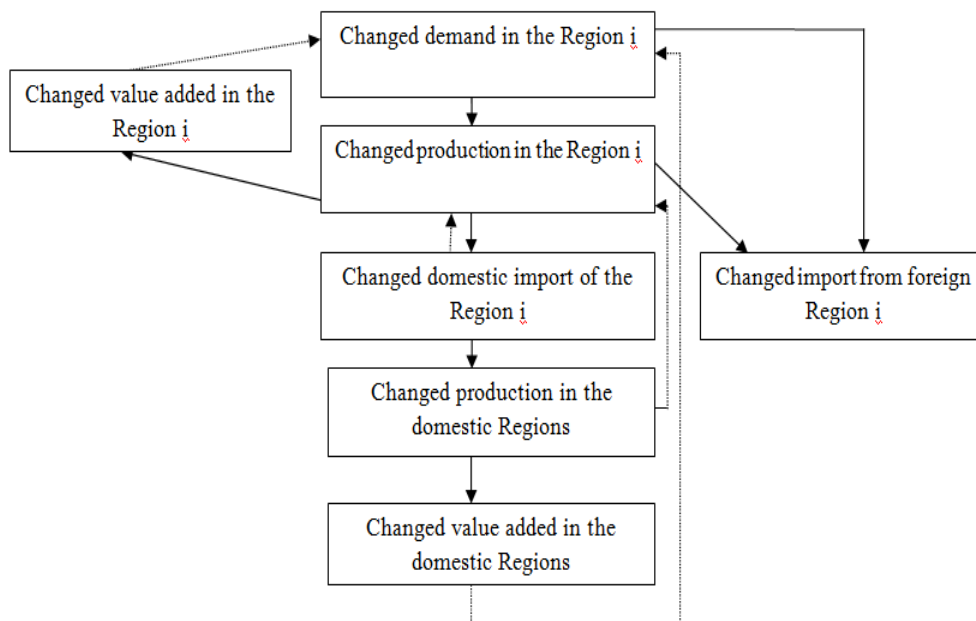 Changed demand in the Region i
Changed value added in the
Region i
Changed production in the Region i
Changed domestic import of the
Region i
Changed import from foreign
Region i
Changed production in the
domestic Regions
Changed value added in the
domestic Regions